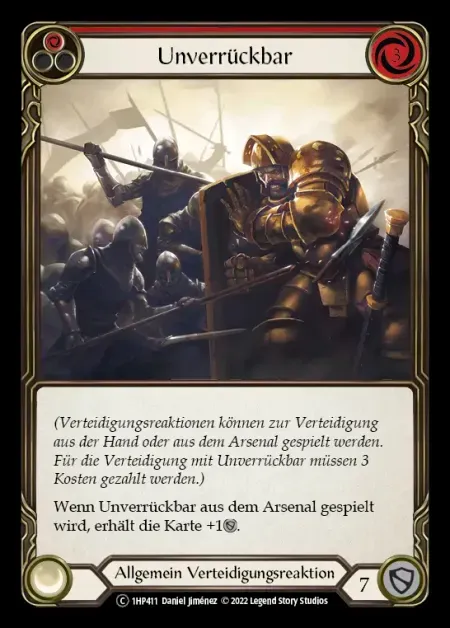 Unverrückbar
3
(Verteidigungsreaktionen können zur Verteidigung
aus der Hand oder aus dem Arsenal gespielt werden.
Für die Verteidigung mit Unverrückbar müssen 3
Kosten gezahlt werden.)
Wenn Unverrückbar aus dem Arsenal gespielt
wird, erhält die Karte +1.
Allgemein Verteidigungsreaktion
7
C 1HP411 Daniel Jiménez © 2022 Legend Story Studios